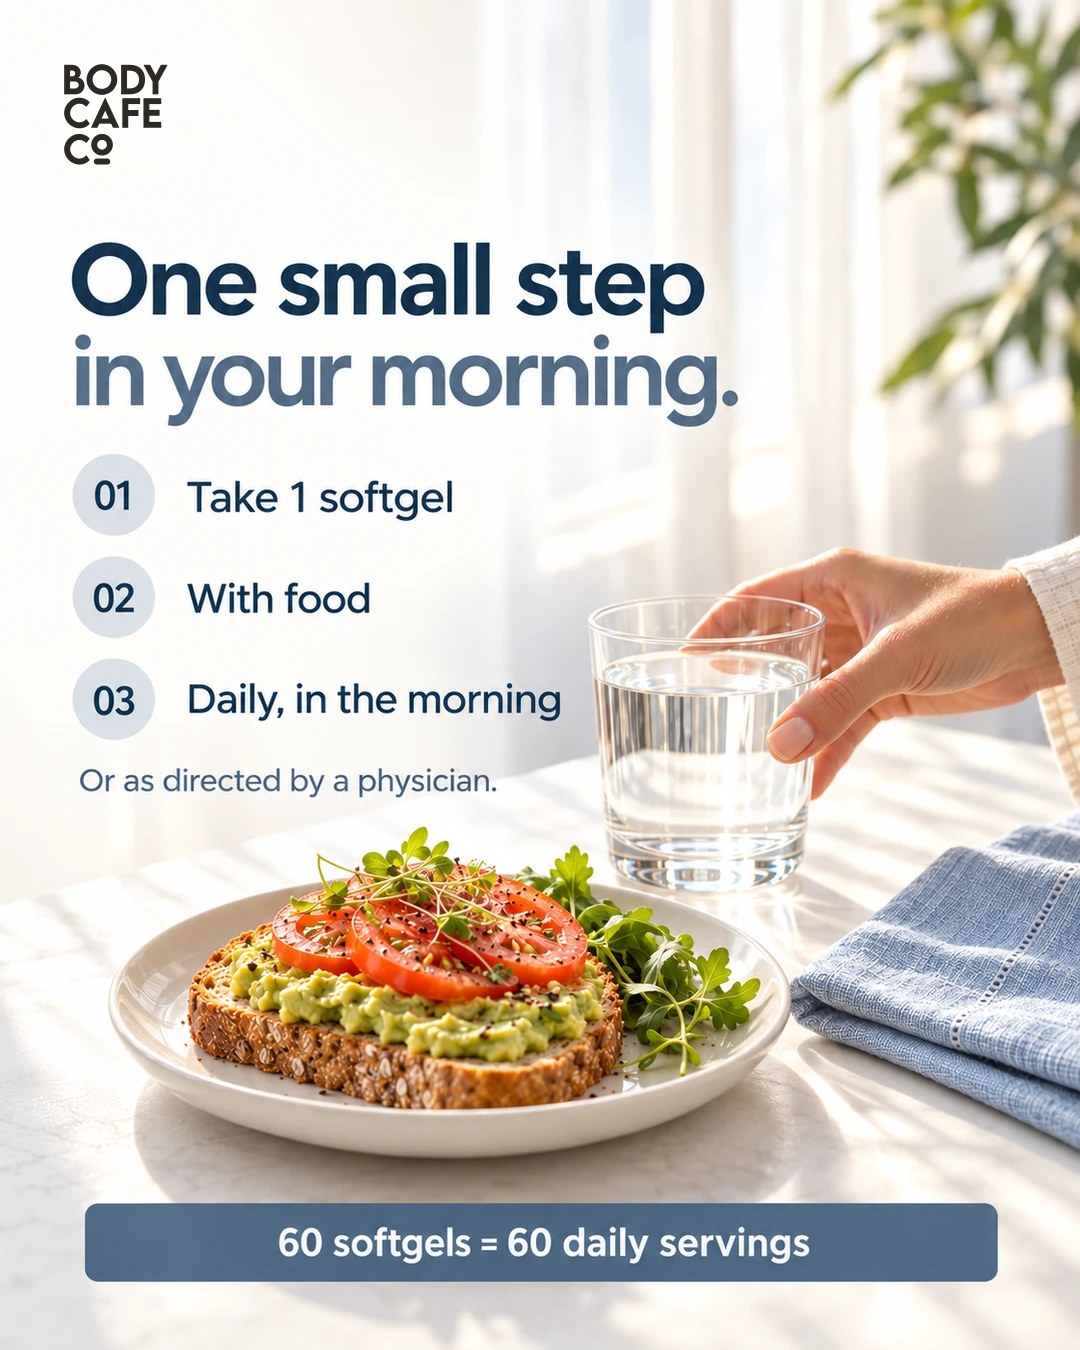 BODY
CAFE
Co
One small step
in your morning.
01 Take 1 softgel
02 With food
03 Daily, in the morning
Or as directed by a physician.
60 softgels = 60 daily servings